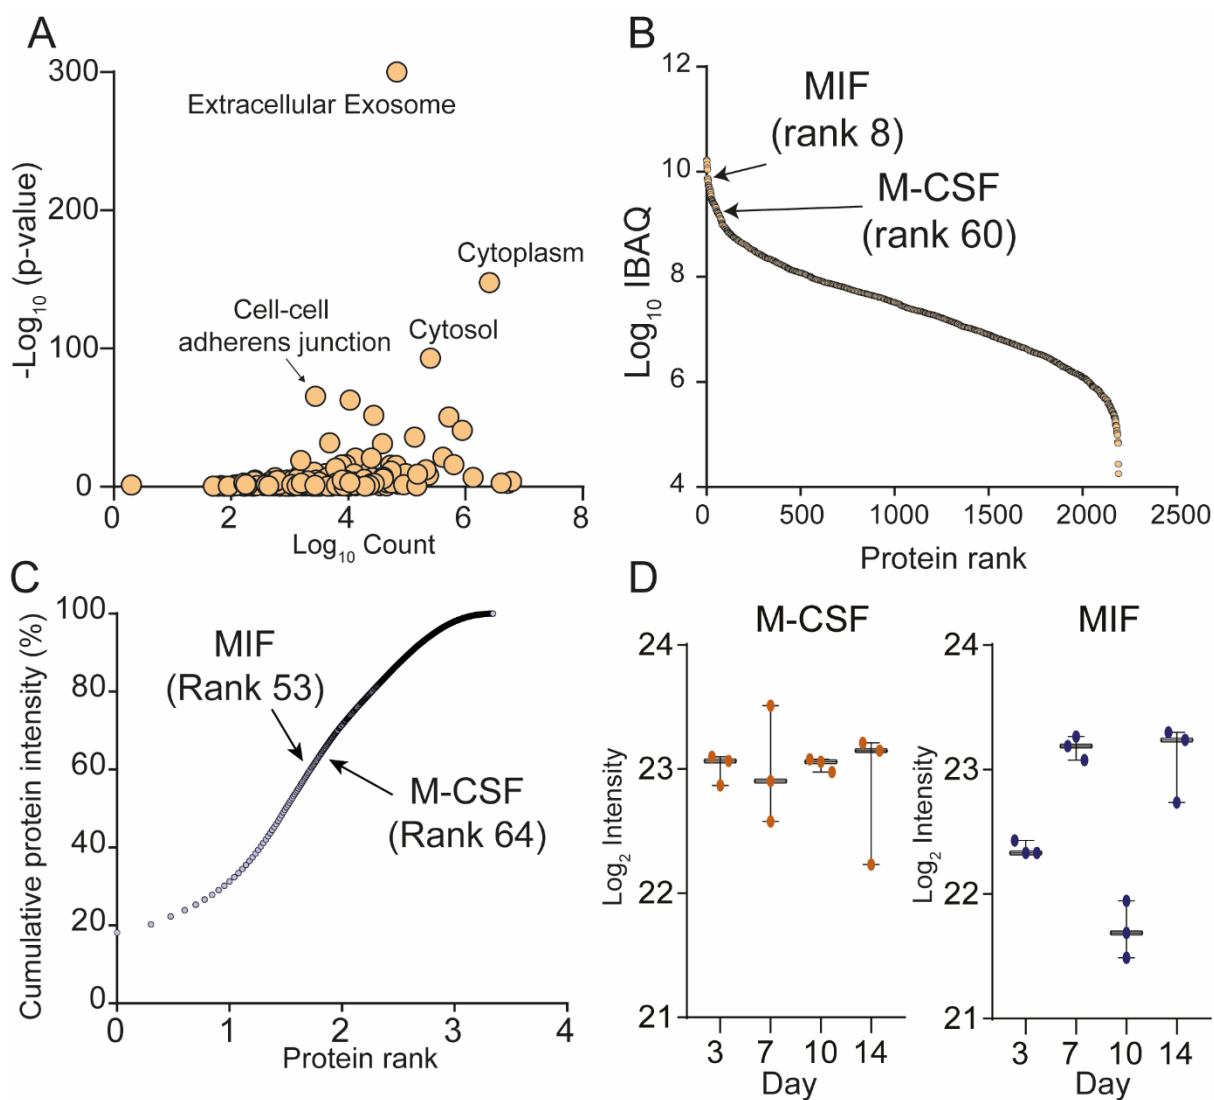 A
300
200
100
0
-Log10 (p-value)
Extracellular Exosome
Cytoplasm
Cell-cell
adherens junction
Cytosol
0
2
4
6
8
Log10 Count
B
12
10
8
6
4
Log10 IBAQ
MIF
(rank 8)
M-CSF
(rank 60)
0
500
1000
1500
2000
2500
Protein rank
C
100
80
60
40
20
0
Cumulative protein intensity (%)
MIF
(Rank 53)
M-CSF
(Rank 64)
0
1
2
3
4
Protein rank
D
M-CSF
24
23
22
21
Log2 Intensity
3
7
10
14
Day
MIF
24
23
22
21
Log2 Intensity
3
7
10
14
Day